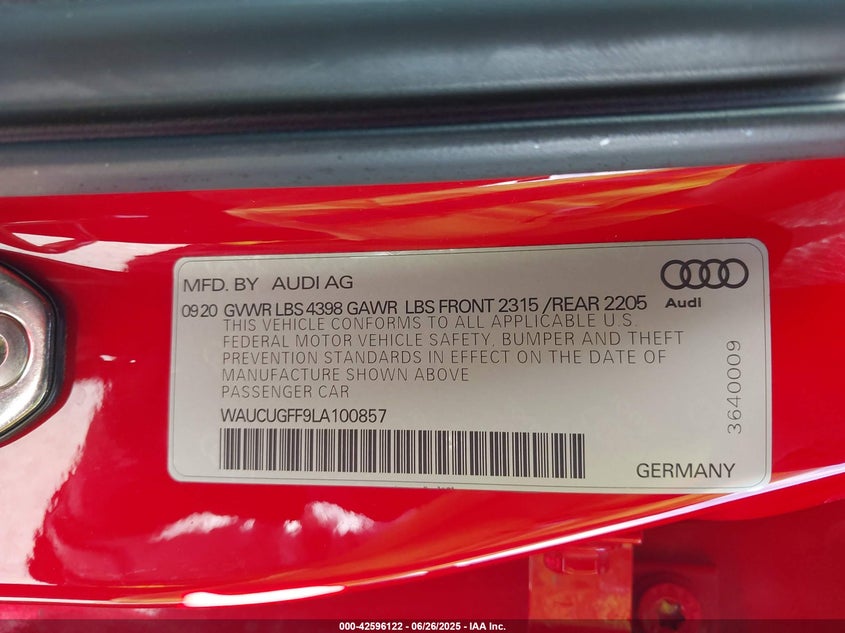 MFD. BY AUDI AG
Audi
09 20 GVWR LBS 4398 GAWR LBS FRONT 2315 /REAR 2205
THIS VEHICLE CONFORMS TO ALL APPLICABLE U.S.
FEDERAL MOTOR VEHICLE SAFETY, BUMPER AND THEFT
PREVENTION STANDARDS IN EFFECT ON THE DATE OF
MANUFACTURE SHOWN ABOVE
PASSENGER CAR
WAUCUGFF9LA100857
GERMANY
3640009
000-42596122 - 06/26/2025 - IAA Inc.